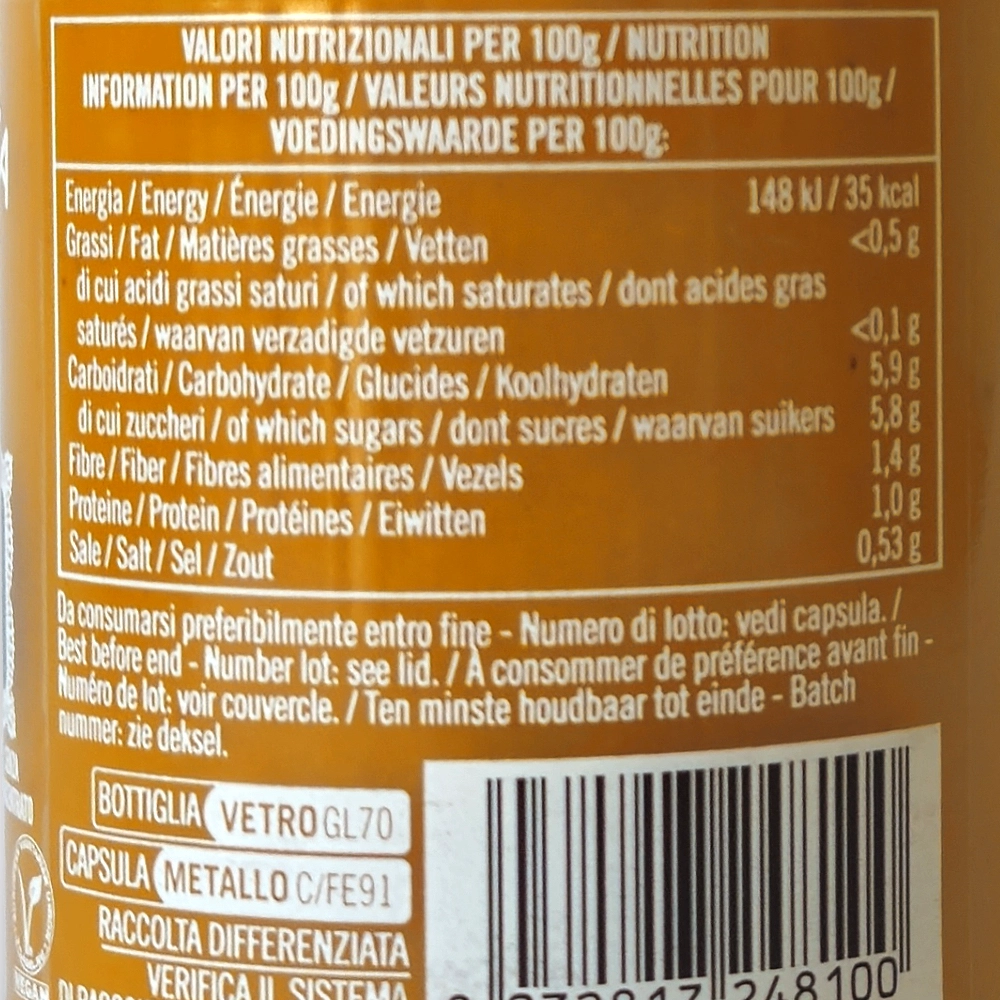 VALORI NUTRIZIONALI PER 100g / NUTRITION
INFORMATION PER 100g / VALEURS NUTRITIONNELLES POUR 100g /
VOEDINGSWAARDE PER 100g:
Energia / Energy / Énergie / Energie 148 kJ / 35 kcal
Grassi / Fat / Matières grasses / Vetten <0,5 g
di cui acidi grassi saturi / of which saturates / dont acides gras
saturés / waarvan verzadigde vetzuren <0,1 g
Carboidrati / Carbohydrate / Glucides / Koolhydraten 5,9 g
di cui zuccheri / of which sugars / dont sucres / waarvan suikers 5,8 g
Fibre / Fiber / Fibres alimentaires / Vezels 1,4 g
Proteine / Protein / Protéines / Eiwitten 1,0 g
Sale / Salt / Sel / Zout 0,53 g
Da consumarsi preferibilmente entro fine - Numero di lotto: vedi capsula. /
Best before end - Number lot: see lid. / À consommer de préférence avant fin -
Numéro de lot: voir couvercle. / Ten minste houdbaar tot einde - Batch
nummer: zie deksel.
BOTTIGLIA VETRO GL70
CAPSULA METALLO C/FE91
RACCOLTA DIFFERENZIATA
VERIFICA IL SISTEMA
248100
VEGAN